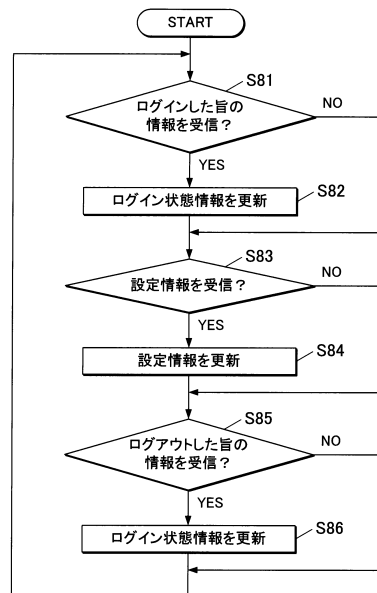 START
S81
ログインした旨の
情報を受信？
NO
YES
S82
ログイン状態情報を更新
S83
設定情報を受信？
NO
YES
S84
設定情報を更新
S85
ログアウトした旨の
情報を受信？
NO
YES
S86
ログイン状態情報を更新